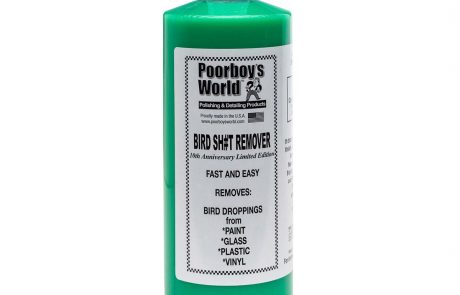 Poorboy's
World
Polishing & Detailing Products
Proudly made in the U.S.A.
www.poorboysworld.com
BIRD SH#T REMOVER
10th Anniversary Limited Edition
FAST AND EASY
REMOVES:
BIRD DROPPINGS
from
*PAINT
*GLASS
*PLASTIC
*VINYL